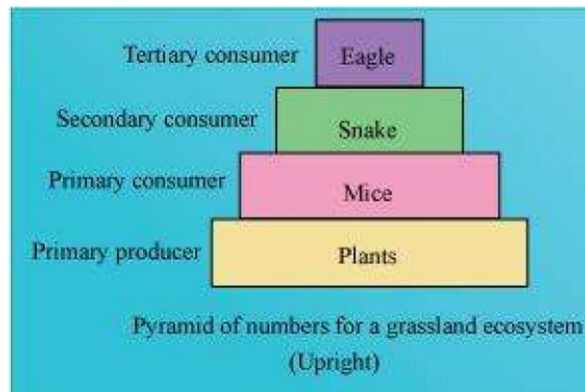 Tertiary consumer Eagle
Secondary consumer Snake
Primary consumer Mice
Primary producer Plants
Pyramid of numbers for a grassland ecosystem
(Upright)